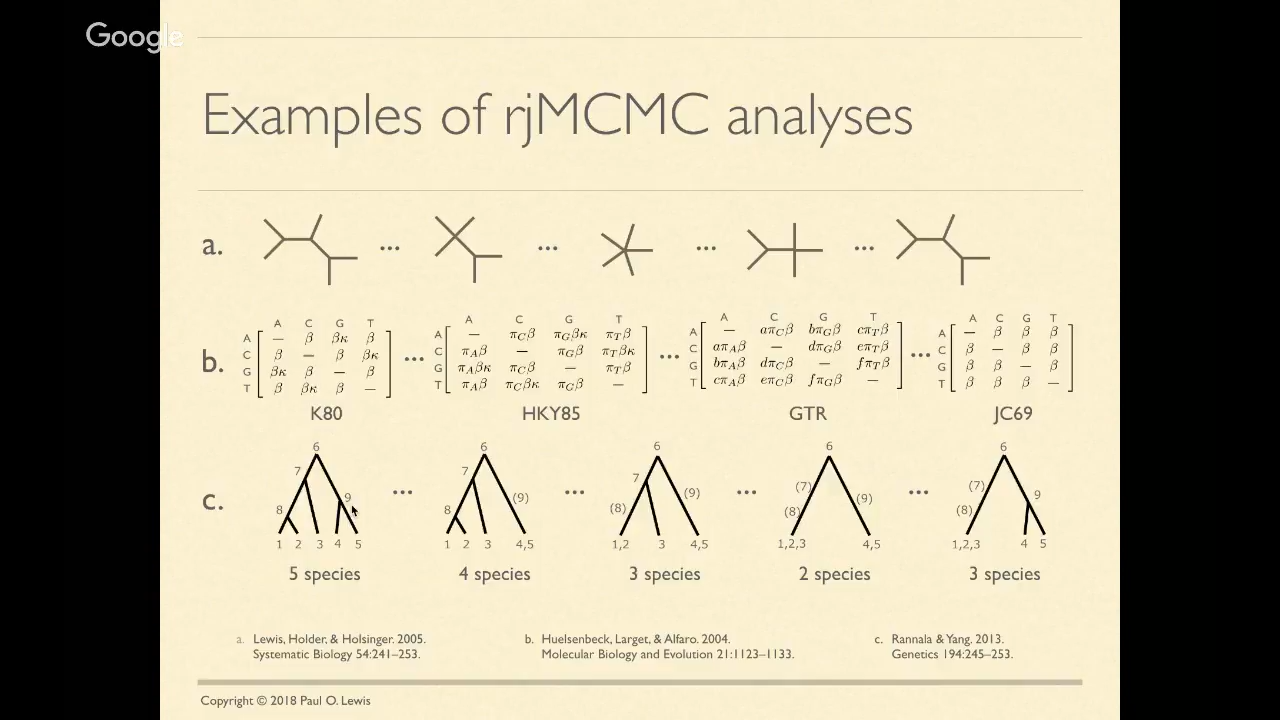 Google
Examples of rjMCMC analyses
a. ... ... ... ...
b.
A C G T
A — β βκ β
C β — β βκ
G βκ β — β
T β βκ β —
...
A C G T
A — π_Cβ π_Gβκ π_Tβ
C π_Aβ — π_Gβ π_Tβκ
G π_Aβκ π_Cβ — π_Tβ
T π_Aβ π_Cβκ π_Gβ —
...
A C G T
A — aπ_Cβ bπ_Gβ cπ_Tβ
C aπ_Aβ — dπ_Gβ eπ_Tβ
G bπ_Aβ dπ_Cβ — fπ_Tβ
T cπ_Aβ eπ_Cβ fπ_Gβ —
...
A C G T
A — β β β
C β — β β
G β β — β
T β β β —
K80 HKY85 GTR JC69
c.
6
7
9
8
1 2 3 4 5
5 species
...
6
7
(9)
8
1 2 3 4,5
4 species
...
6
7
(9)
(8)
1,2 3 4,5
3 species
...
6
(7)
(9)
(8)
1,2,3 4,5
2 species
...
6
(7)
9
(8)
1,2,3 4 5
3 species
a. Lewis, Holder, & Holsinger. 2005.
Systematic Biology 54:241–253.
b. Huelsenbeck, Larget, & Alfaro. 2004.
Molecular Biology and Evolution 21:1123–1133.
c. Rannala & Yang. 2013.
Genetics 194:245–253.
Copyright © 2018 Paul O. Lewis